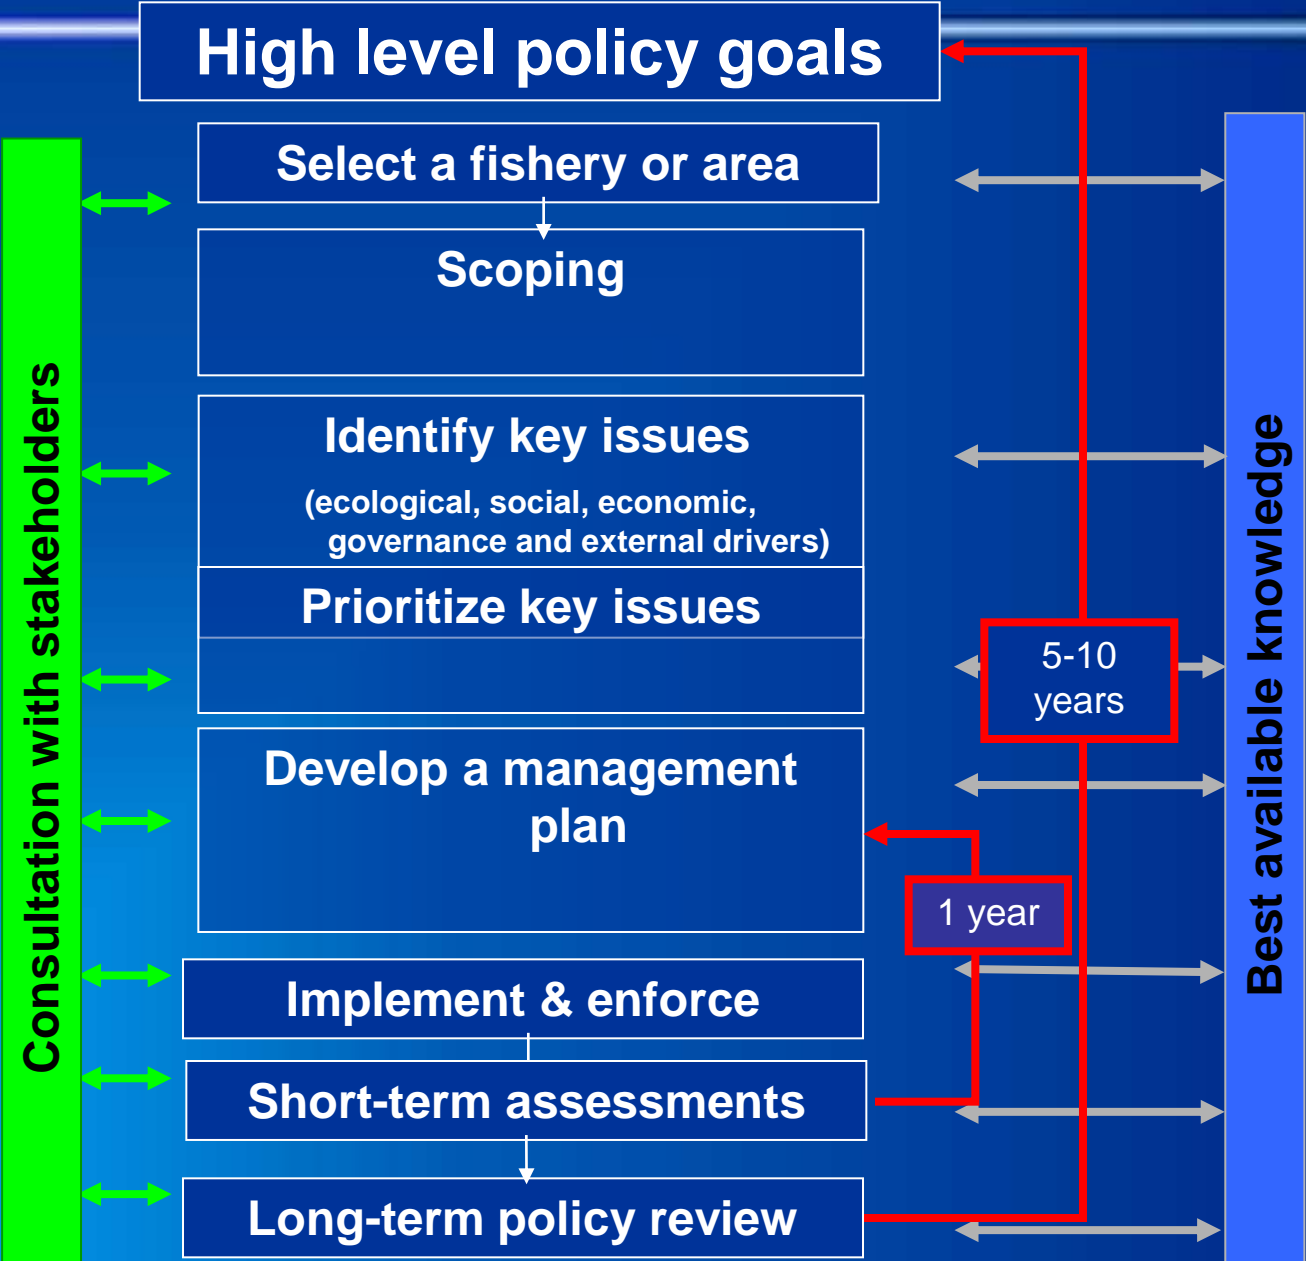 High level policy goals
Select a fishery or area
Scoping
Identify key issues
(ecological, social, economic,
governance and external drivers)
Prioritize key issues
Develop a management
plan
Implement & enforce
Short-term assessments
Long-term policy review
Consultation with stakeholders
Best available knowledge
5-10
years
1 year